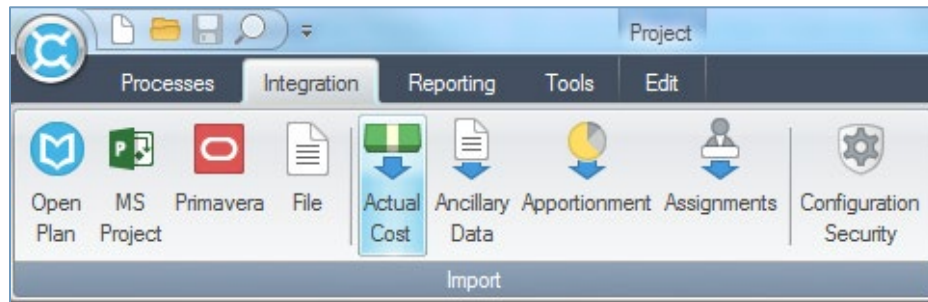 Project
Processes Integration Reporting Tools Edit
Open Plan MS Project Primavera File Actual Cost Ancillary Data Apportionment Assignments Configuration Security
Import